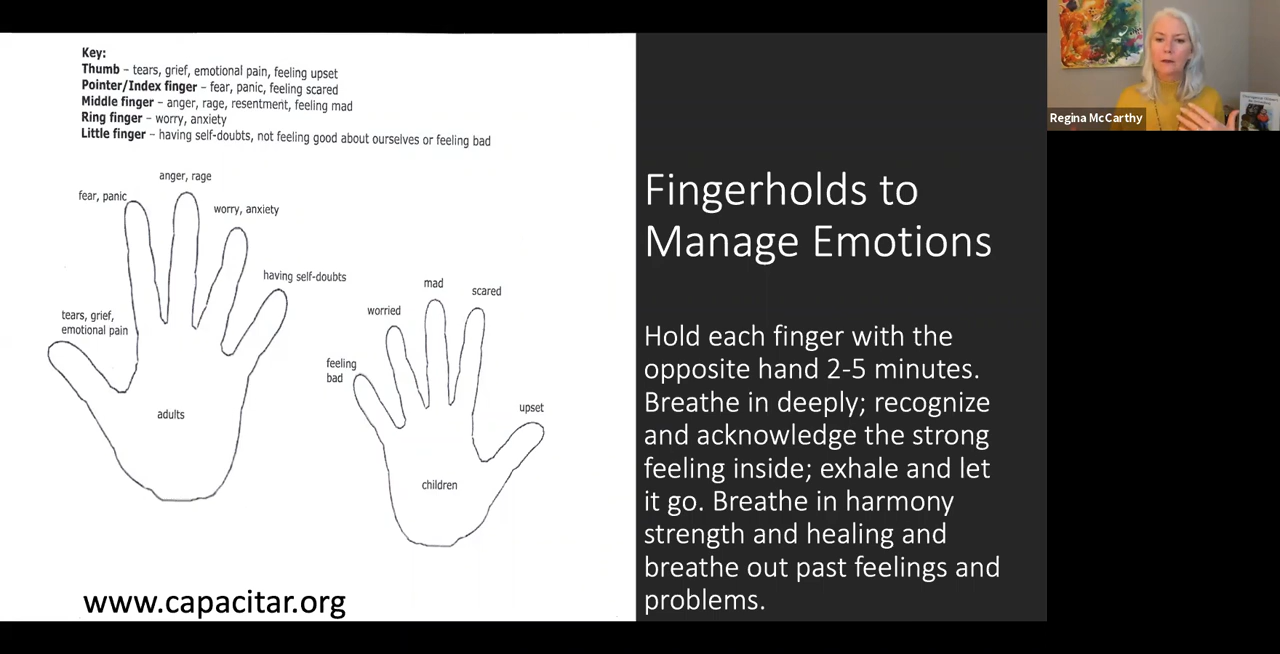 Key:
Thumb – tears, grief, emotional pain, feeling upset
Pointer/Index finger – fear, panic, feeling scared
Middle finger – anger, rage, resentment, feeling mad
Ring finger – worry, anxiety
Little finger – having self-doubts, not feeling good about ourselves or feeling bad
anger, rage
fear, panic
worry, anxiety
having self-doubts
tears, grief,
emotional pain
adults
mad
scared
worried
feeling
bad
upset
children
www.capacitar.org
Fingerholds to
Manage Emotions
Hold each finger with the
opposite hand 2-5 minutes.
Breathe in deeply; recognize
and acknowledge the strong
feeling inside; exhale and let
it go. Breathe in harmony
strength and healing and
breathe out past feelings and
problems.
Regina McCarthy